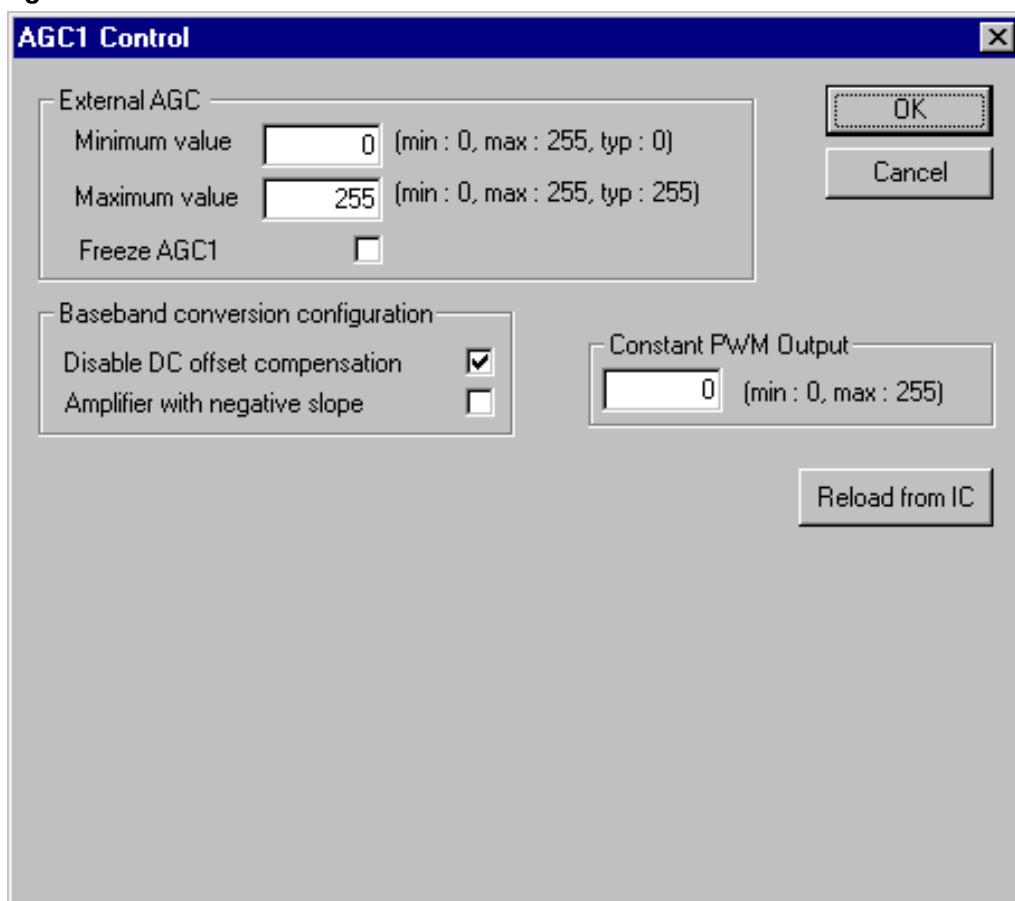 AGC1 Control
External AGC
Minimum value 0 (min : 0, max : 255, typ : 0)
Maximum value 255 (min : 0, max : 255, typ : 255)
Freeze AGC1
OK
Cancel
Baseband conversion configuration
Disable DC offset compensation
Amplifier with negative slope
Constant PWM Output
0 (min : 0, max : 255)
Reload from IC